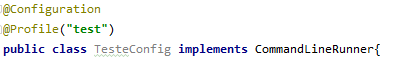 @Configuration
@Profile("test")
public class TesteConfig implements CommandLineRunner{